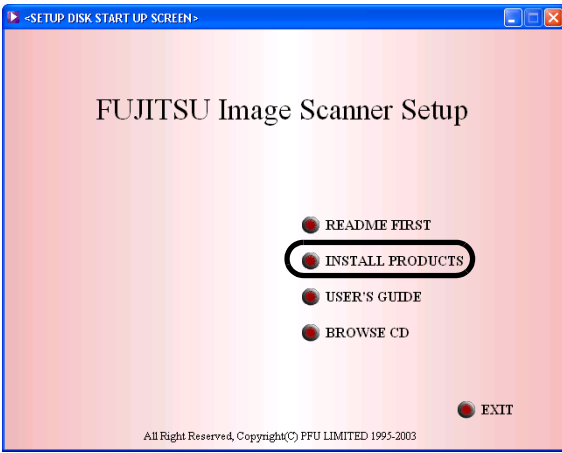 <SETUP DISK START UP SCREEN>
FUJITSU Image Scanner Setup
README FIRST
INSTALL PRODUCTS
USER'S GUIDE
BROWSE CD
EXIT
All Right Reserved, Copyright(C) PFU LIMITED 1995-2003